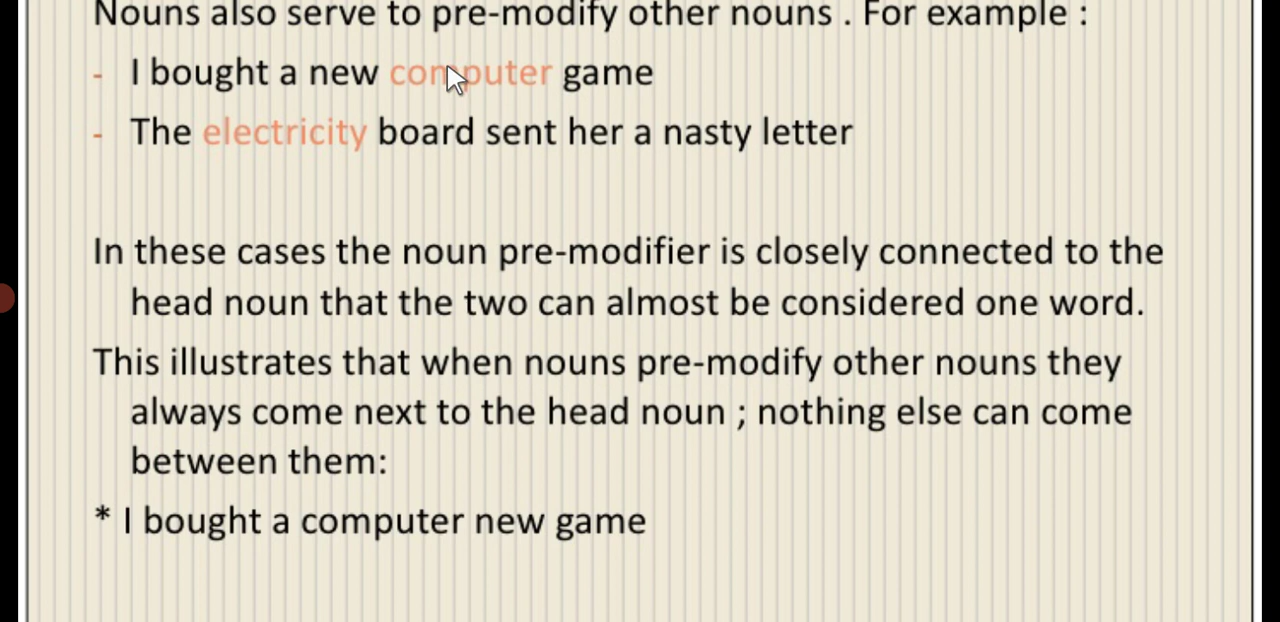 Nouns also serve to pre-modify other nouns . For example :
- I bought a new computer game
- The electricity board sent her a nasty letter
In these cases the noun pre-modifier is closely connected to the
head noun that the two can almost be considered one word.
This illustrates that when nouns pre-modify other nouns they
always come next to the head noun ; nothing else can come
between them:
* I bought a computer new game